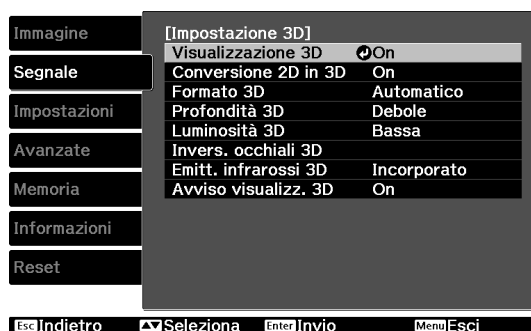 Immagine
Segnale
Impostazioni
Avanzate
Memoria
Informazioni
Reset
[Impostazione 3D]
Visualizzazione 3D On
Conversione 2D in 3D On
Formato 3D Automatico
Profondità 3D Debole
Luminosità 3D Bassa
Invers. occhiali 3D
Emitt. infrarossi 3D Incorporato
Avviso visualizz. 3D On
Esc Indietro Seleziona Enter Invio Menu Esci